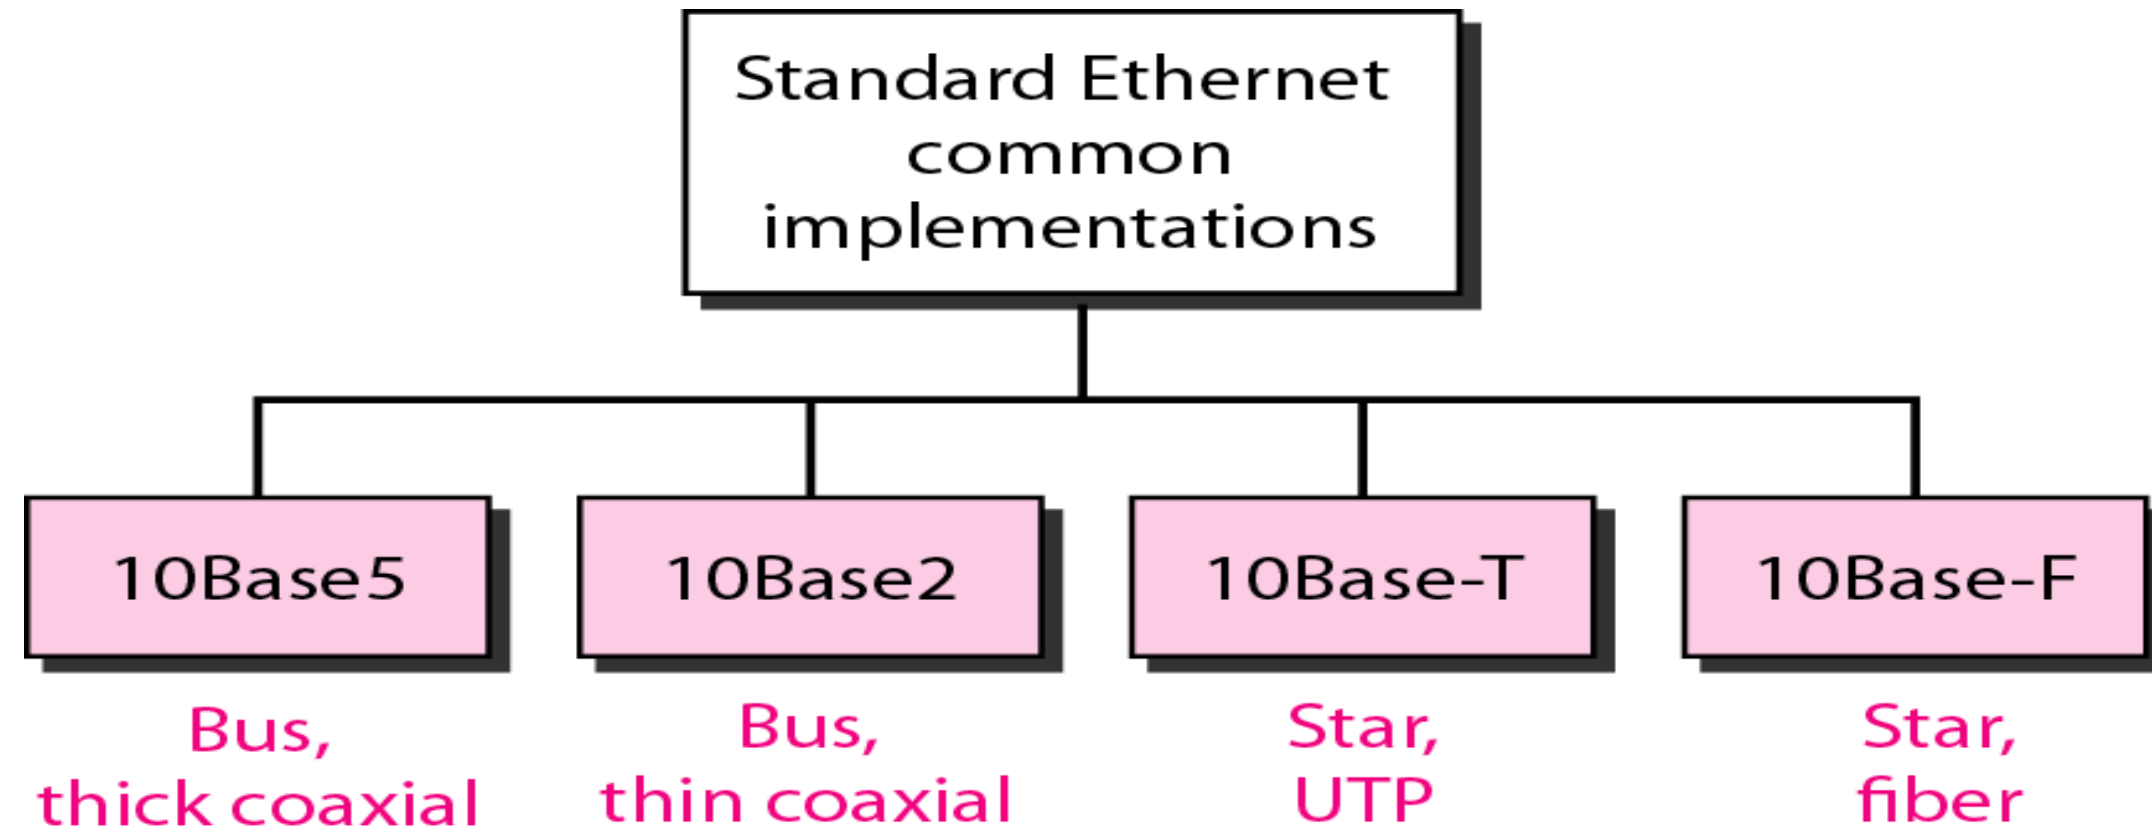 Standard Ethernet
common
implementations
10Base5
10Base2
10Base-T
10Base-F
Bus,
thick coaxial
Bus,
thin coaxial
Star,
UTP
Star,
fiber